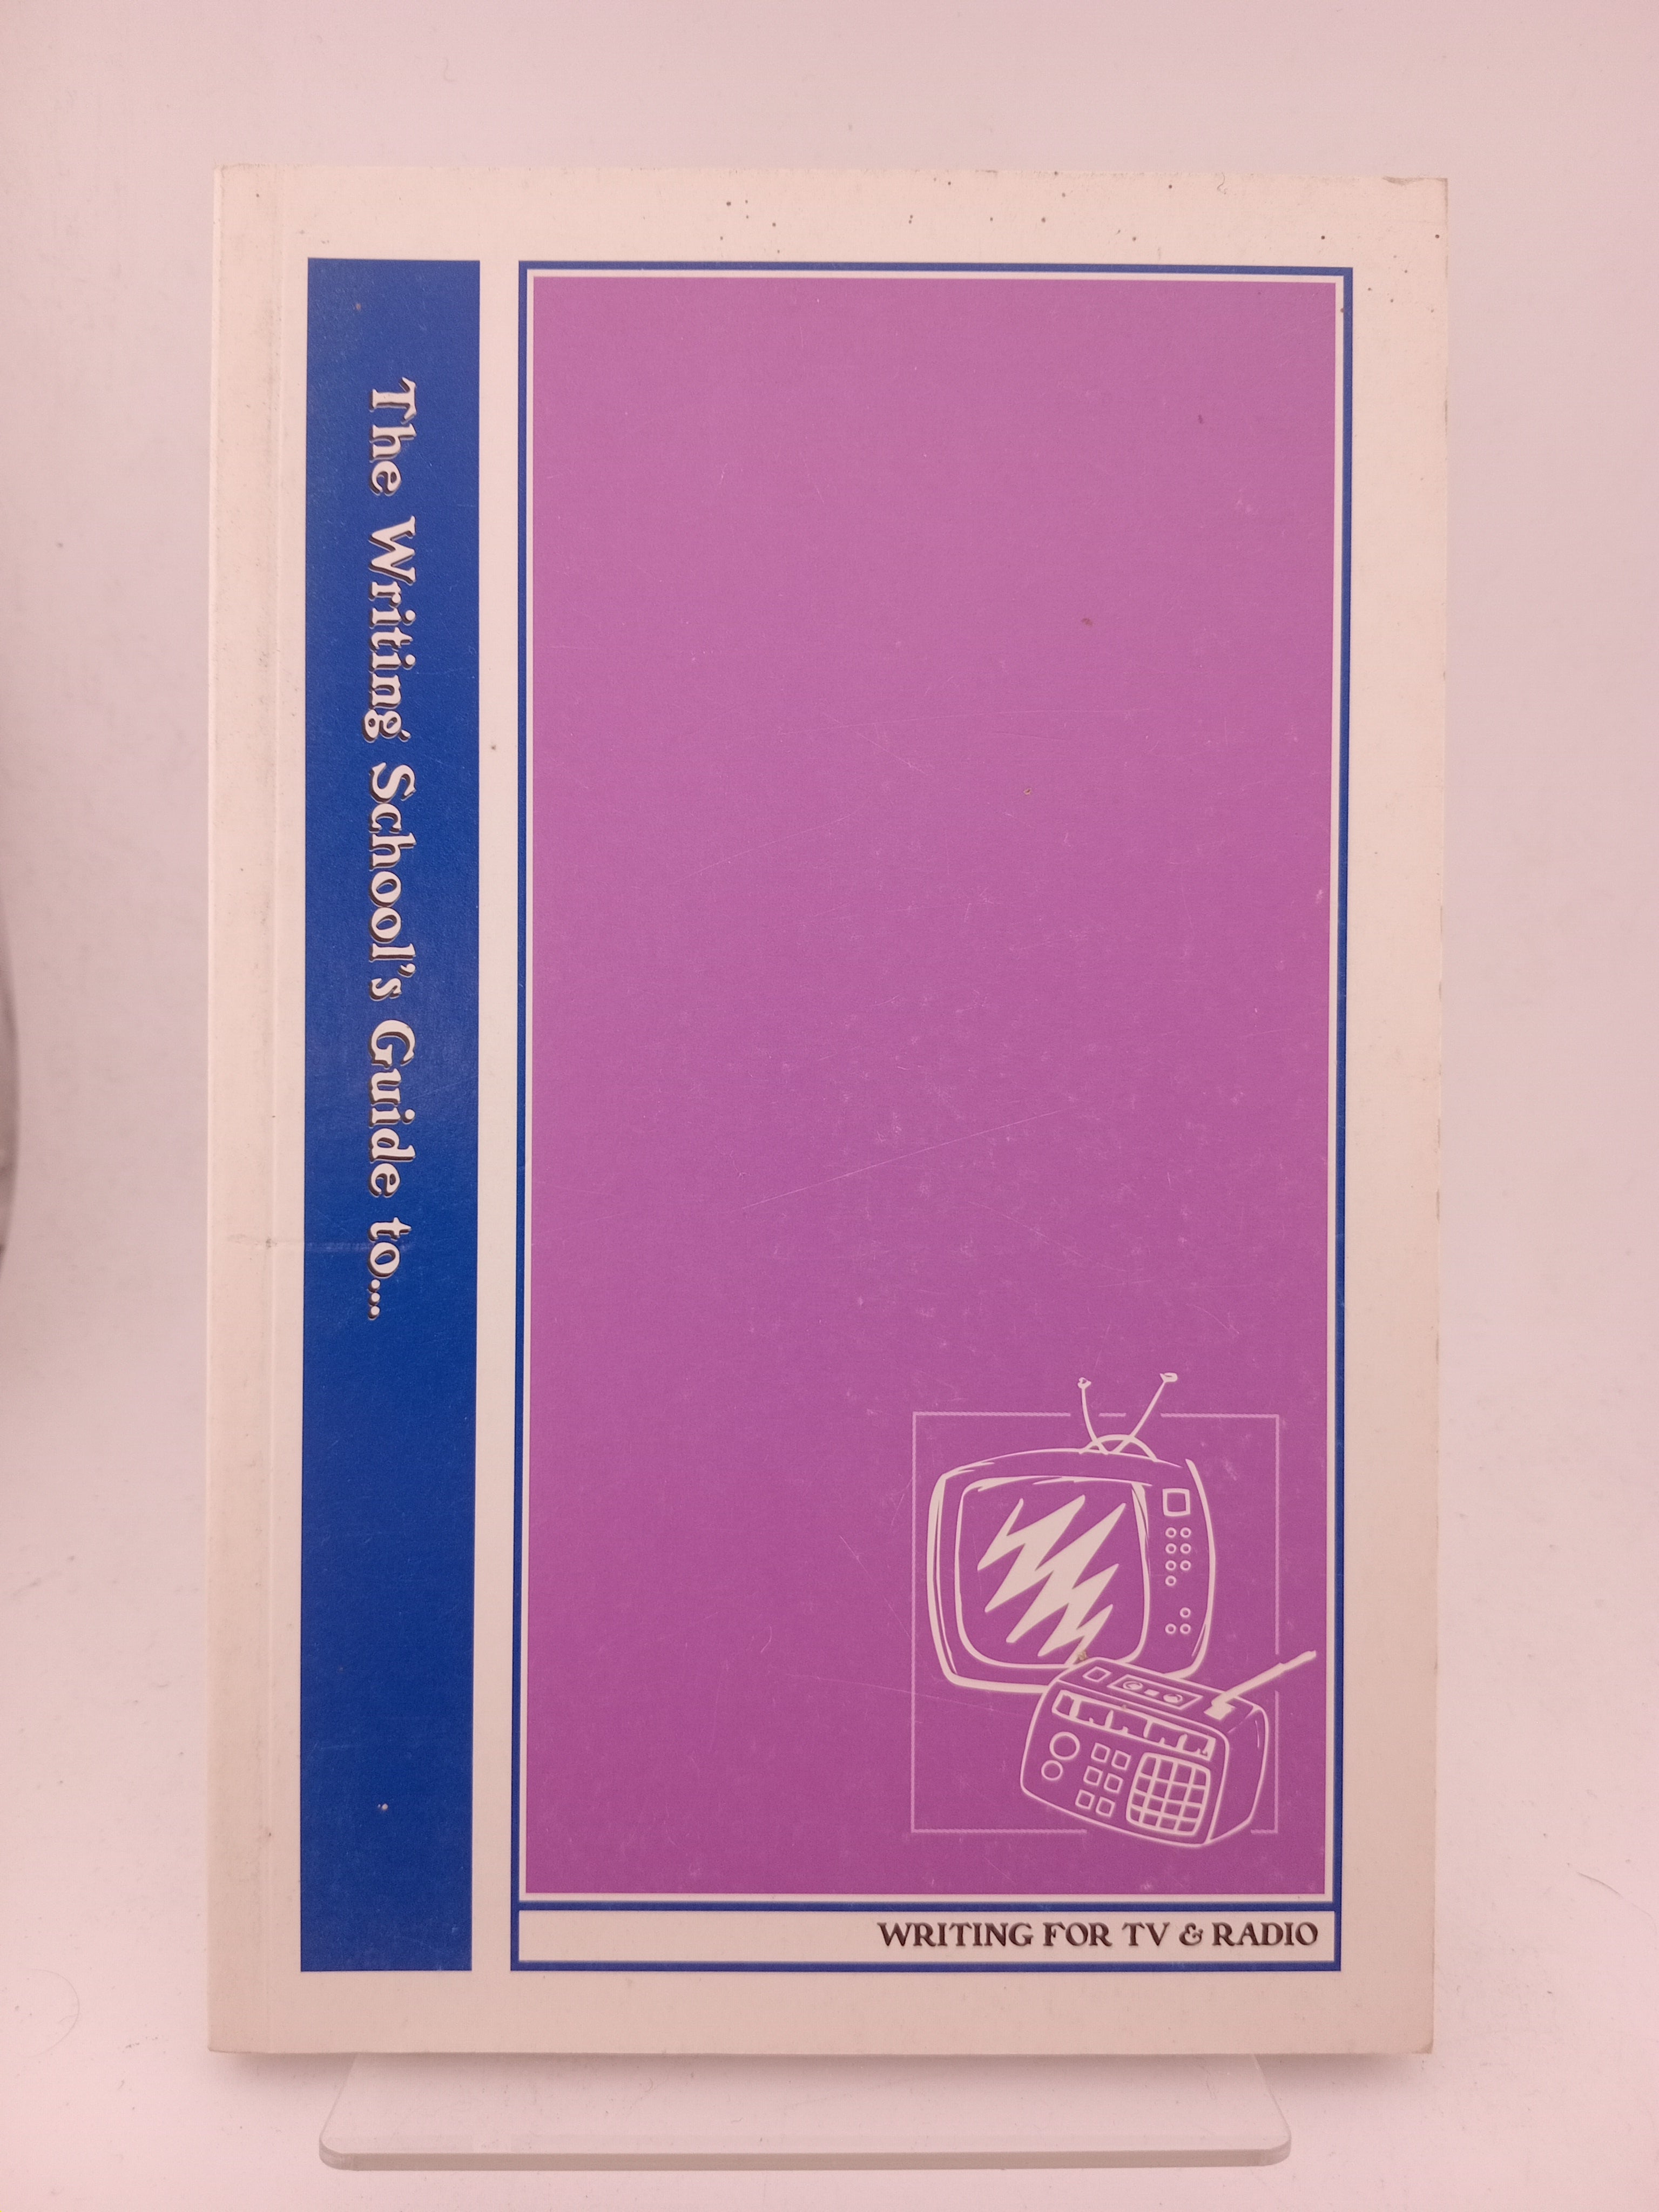 The Writing School's Guide to....
WRITING FOR TV & RADIO